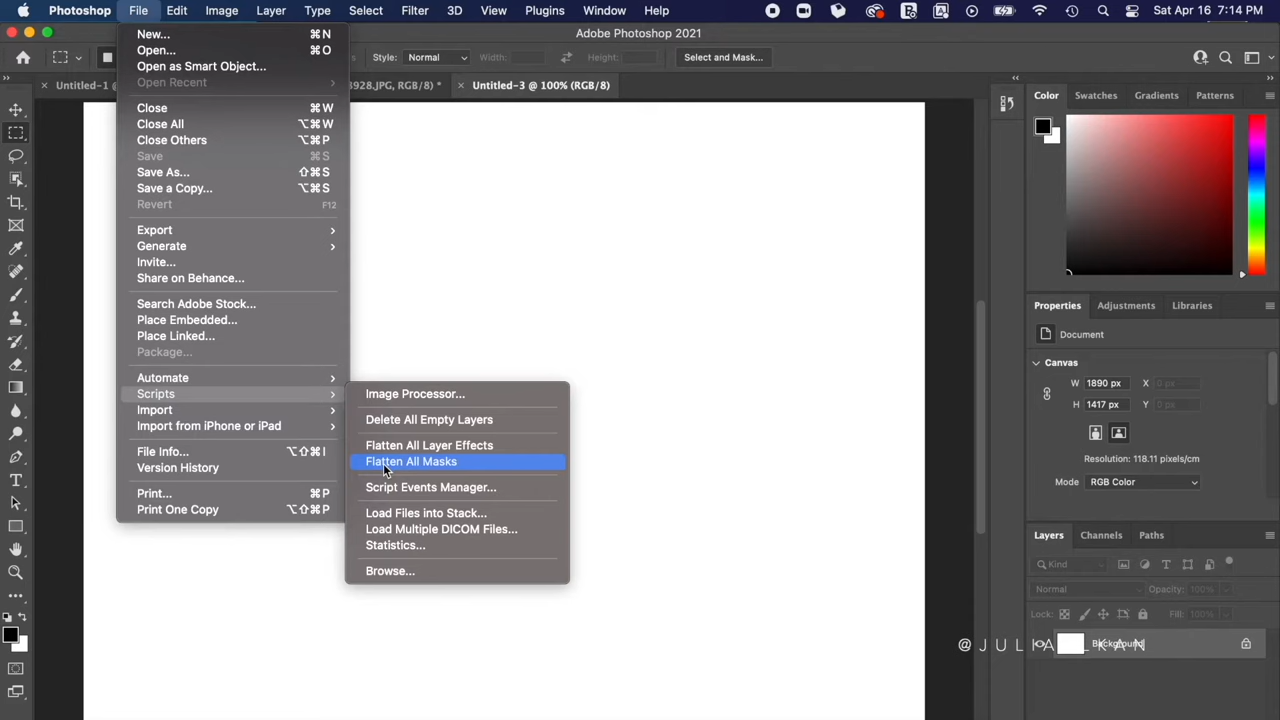 Photoshop File Edit Image Layer Type Select Filter 3D View Plugins Window Help Sat Apr 16 7:14 PM
Adobe Photoshop 2021
Style: Normal Width: Height: Select and Mask...
Untitled-1 @ 4928.JPG, RGB/8) * Untitled-3 @ 100% (RGB/8)
New... ⌘N
Open... ⌘O
Open as Smart Object...
Open Recent
Close ⌘W
Close All ⌥⌘W
Close Others ⌥⌘P
Save ⌘S
Save As... ⇧⌘S
Save a Copy... ⌥⌘S
Revert F12
Export
Generate
Invite...
Share on Behance...
Search Adobe Stock...
Place Embedded...
Place Linked...
Package...
Automate
Scripts
Import
Import from iPhone or iPad
File Info... ⌥⇧⌘I
Version History
Print... ⌘P
Print One Copy ⌥⇧⌘P
Image Processor...
Delete All Empty Layers
Flatten All Layer Effects
Flatten All Masks
Script Events Manager...
Load Files into Stack...
Load Multiple DICOM Files...
Statistics...
Browse...
Color Swatches Gradients Patterns
Properties Adjustments Libraries
Document
Canvas
W 1890 px X 0 px
H 1417 px Y 0 px
Resolution: 118.11 pixels/cm
Mode RGB Color
Layers Channels Paths
Kind
Normal Opacity: 100%
Lock: Fill: 100%
Background